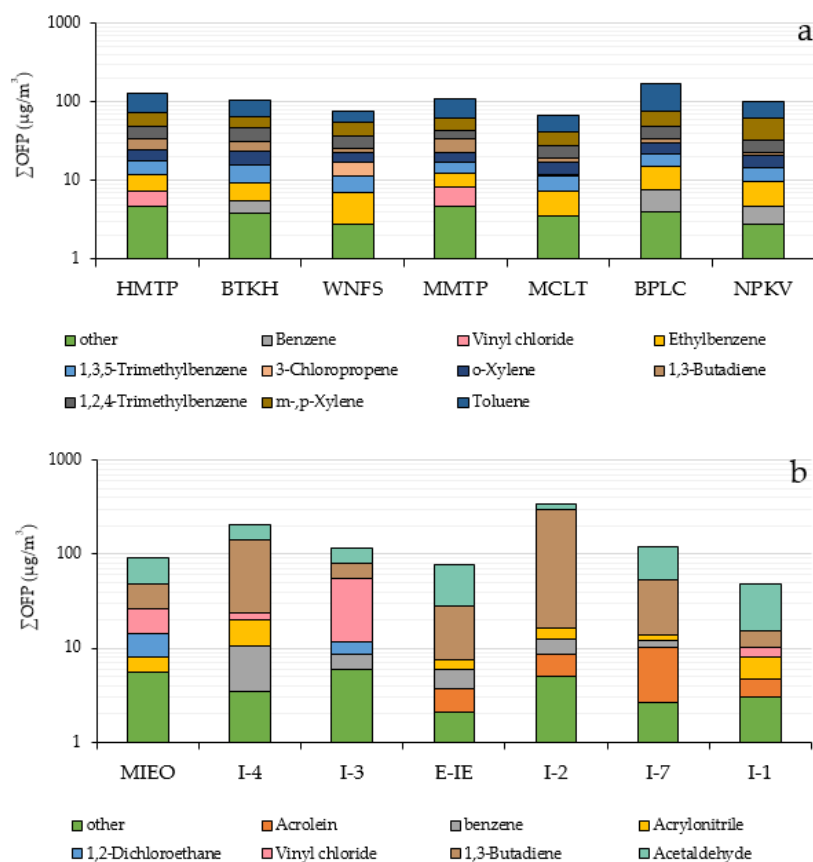 a
∑OFP (µg/m³)
1000
100
10
1
HMTP BTKH WNFS MMTP MCLT BPLC NPKV
other Benzene Vinyl chloride Ethylbenzene
1,3,5-Trimethylbenzene 3-Chloropropene o-Xylene 1,3-Butadiene
1,2,4-Trimethylbenzene m-,p-Xylene Toluene
b
∑OFP (µg/m³)
1000
100
10
1
MIEO I-4 I-3 E-IE I-2 I-7 I-1
other Acrolein benzene Acrylonitrile
1,2-Dichloroethane Vinyl chloride 1,3-Butadiene Acetaldehyde